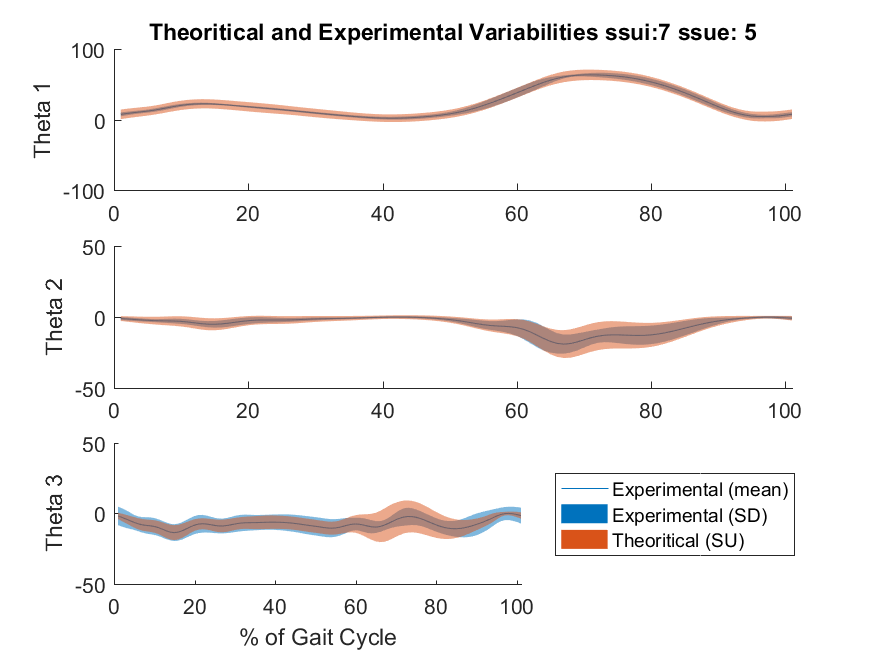 Theoritical and Experimental Variabilities ssui:7 ssue: 5
100
0
-100
Theta 1
0 20 40 60 80 100
50
0
-50
Theta 2
0 20 40 60 80 100
50
0
-50
Theta 3
0 20 40 60 80 100
% of Gait Cycle
Experimental (mean)
Experimental (SD)
Theoritical (SU)